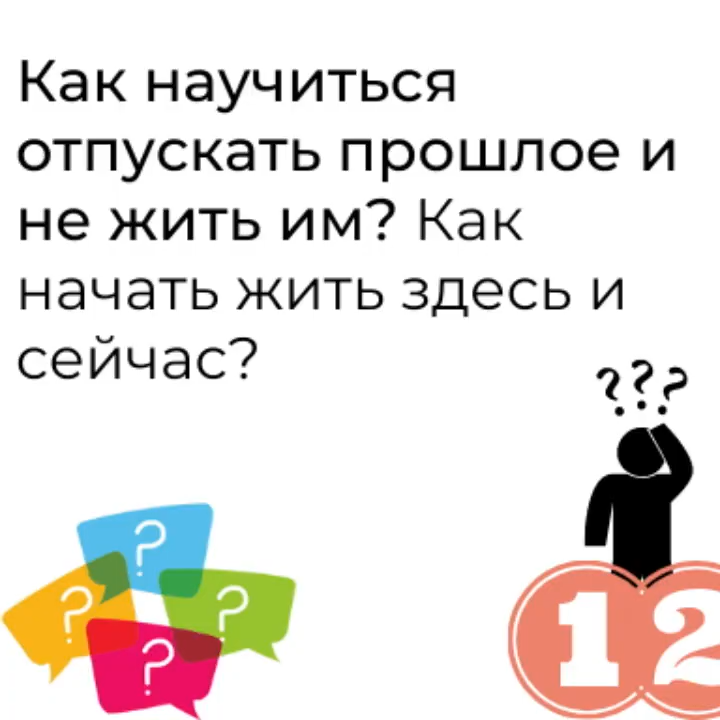 Как научиться
отпускать прошлое и
не жить им? Как
начать жить здесь и
сейчас?
???
?
?
?
?
12